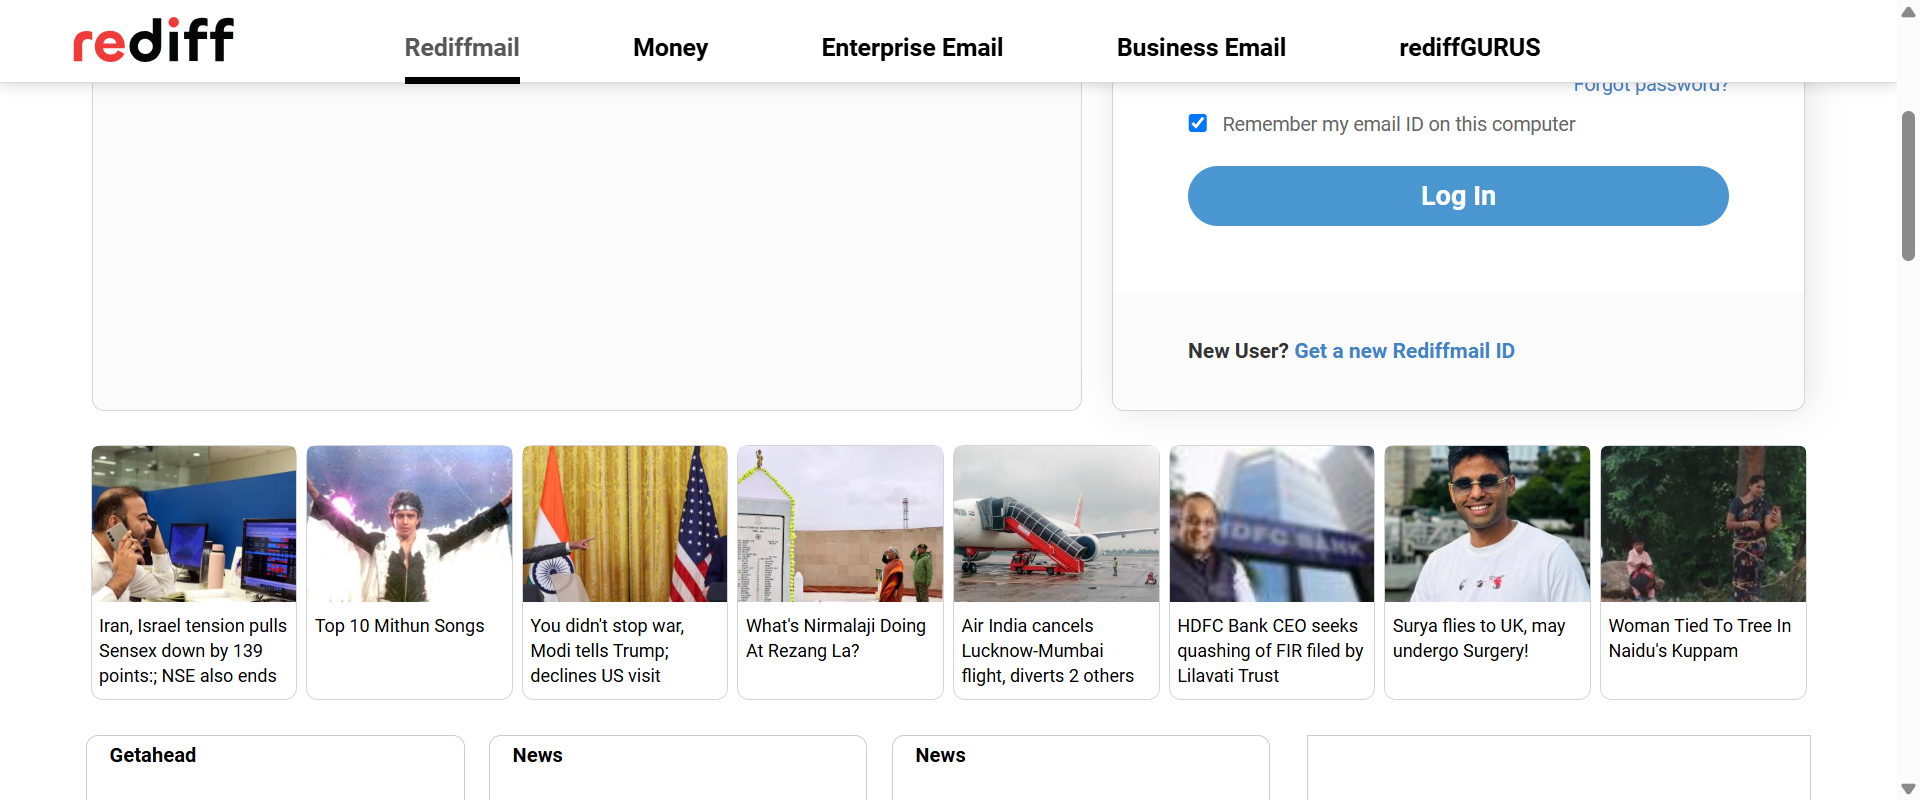 rediff
Rediffmail
Money
Enterprise Email
Business Email
rediffGURUS
Forgot password?
Remember my email ID on this computer
Log In
New User? Get a new Rediffmail ID
HDFC BANK
Iran, Israel tension pulls
Sensex down by 139
points:; NSE also ends
Top 10 Mithun Songs
You didn't stop war,
Modi tells Trump;
declines US visit
What's Nirmalaji Doing
At Rezang La?
Air India cancels
Lucknow-Mumbai
flight, diverts 2 others
HDFC Bank CEO seeks
quashing of FIR filed by
Lilavati Trust
Surya flies to UK, may
undergo Surgery!
Woman Tied To Tree In
Naidu's Kuppam
Getahead
News
News